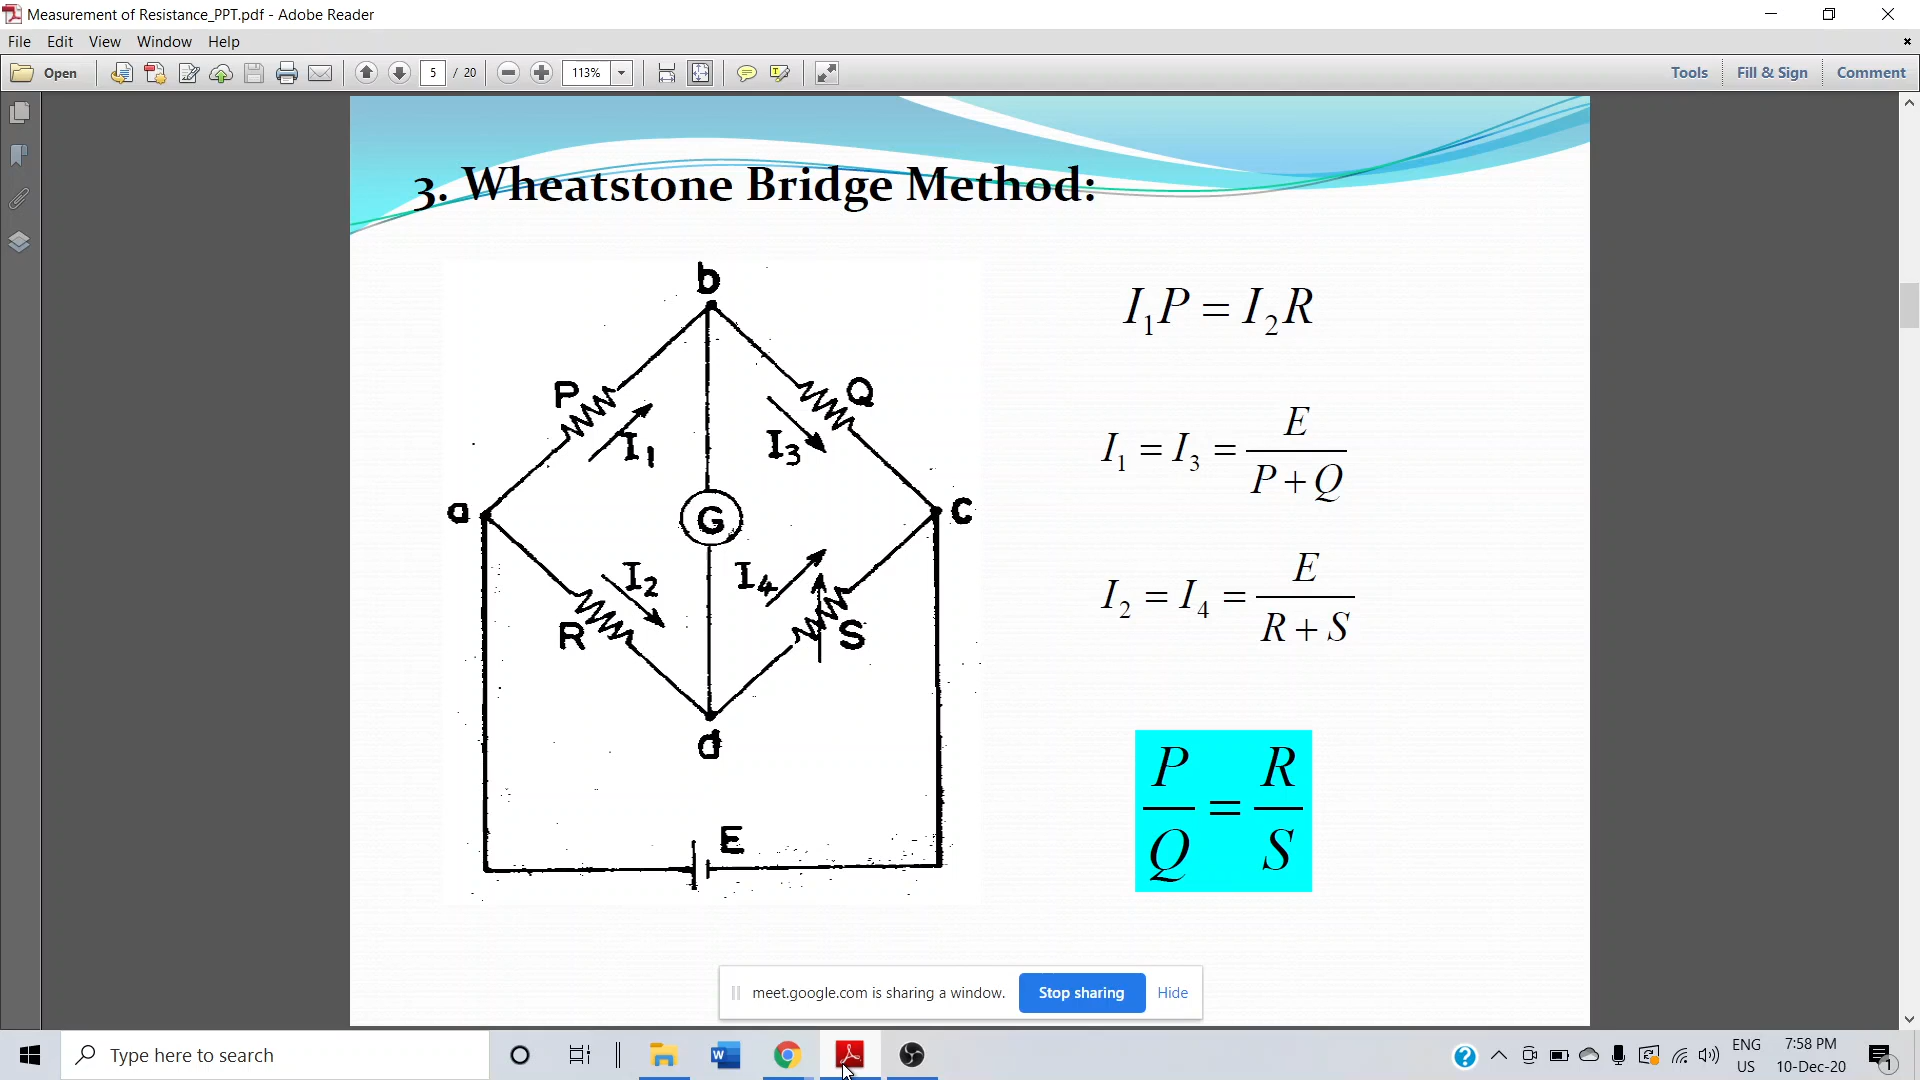 Measurement of Resistance_PPT.pdf - Adobe Reader
File Edit View Window Help
Open 5 / 20 113% Tools Fill & Sign Comment
3. Wheatstone Bridge Method:
b
P Q
I1 I3
a G c
I2 I4
R S
d
E
I1P = I2R
I1 = I3 = E / (P + Q)
I2 = I4 = E / (R + S)
P/Q = R/S
meet.google.com is sharing a window. Stop sharing Hide
Type here to search
ENG
US
7:58 PM
10-Dec-20
1